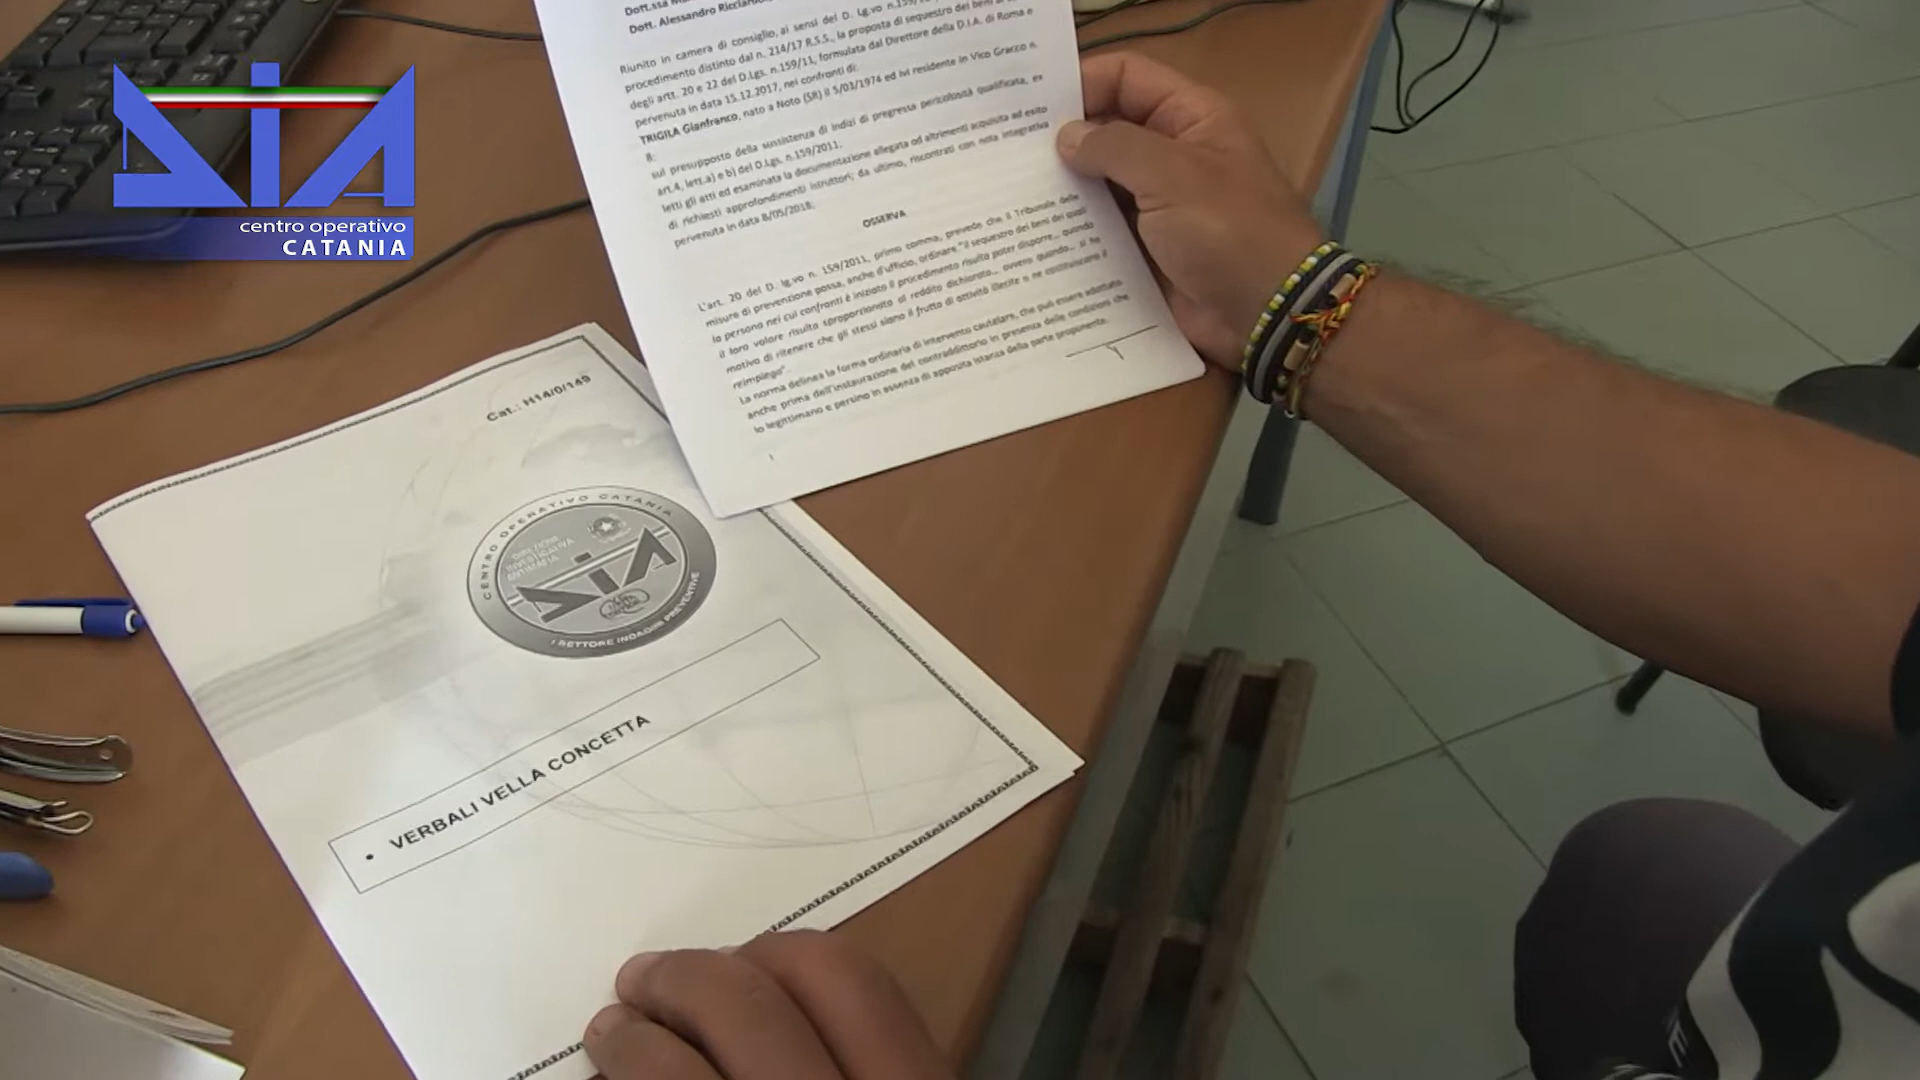 DIA
centro operativo
CATANIA
Dott.ssa
Dott. Alessandro
Riunito in camera di consiglio, ai sensi del D. Lg.vo n.159/
procedimento distinto dal n. 214/17 R.S.S., la proposta di sequestro dei beni
degli artt. 20 e 22 del D.Lgs. n.159/11, formulata dal Direttore della D.I.A. di Roma e
pervenuta in data 15.12.2017, nei confronti di:
TRIGILA Gianfranco, nato a Noto (SR) il 5/03/1974 ed ivi residente in Vico Gracco n.
8;
sul presupposto della sussistenza di indizi di pregressa pericolosità qualificata, ex
art.4, lett.a) e b) del D.Lgs. n.159/2011,
letti gli atti ed esaminata la documentazione allegata od altrimenti acquisita ad esito
di richiesti approfondimenti istruttori; da ultimo, riscontrati con nota integrativa
pervenuta in data 8/05/2018;
OSSERVA
L'art. 20 del D. lg.vo n. 159/2011, primo comma, prevede che il Tribunale delle
misure di prevenzione possa, anche d'ufficio, ordinare "il sequestro dei beni dei quali
la persona nei cui confronti è iniziato il procedimento risulta poter disporre... quando
il loro valore risulta sproporzionato al reddito dichiarato... ovvero quando... si ha
motivo di ritenere che gli stessi siano il frutto di attività illecite o ne costituiscano il
reimpiego".
La norma delinea la forma ordinaria di intervento cautelare, che può essere adottato
anche prima dell'instaurazione del contraddittorio in presenza delle condizioni che
lo legittimano e persino in assenza di apposita istanza della parte proponente.
1
Cat.: H14/0/149
CENTRO OPERATIVO CATANIA
DIREZIONE
INVESTIGATIVA
ANTIMAFIA
DIA
I SETTORE INDAGINI PREVENTIVE
• VERBALI VELLA CONCETTA